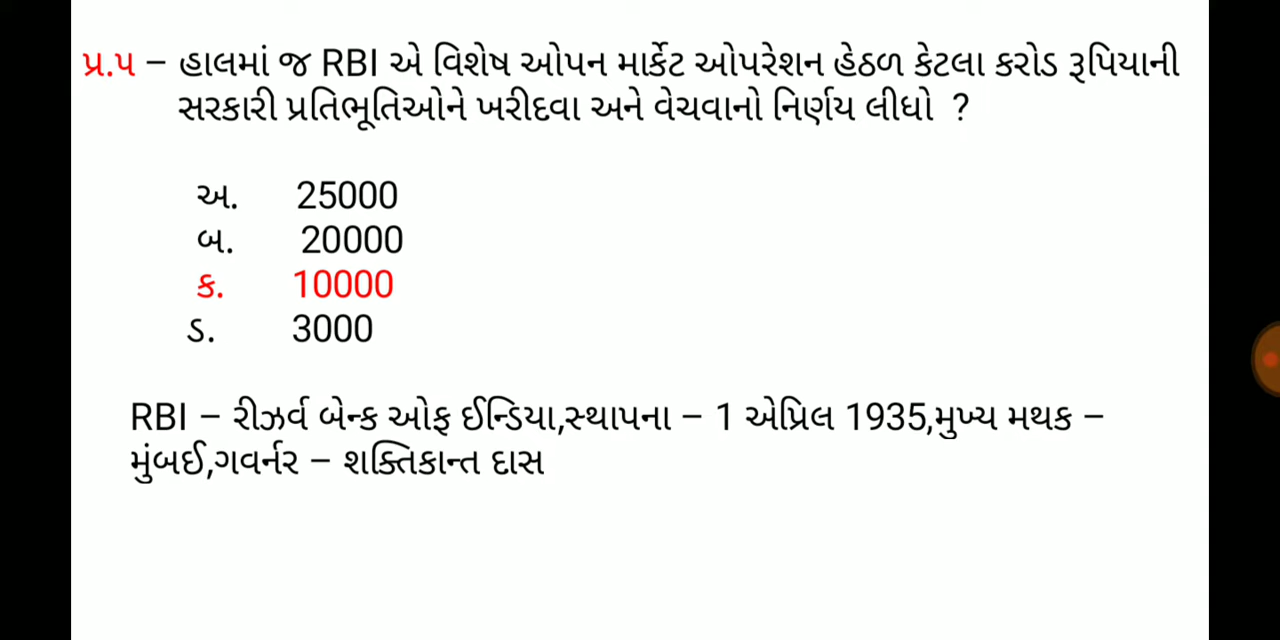 પ્ર.૫ – હાલમાં જ RBI એ વિશેષ ઓપન માર્કેટ ઓપરેશન હેઠળ કેટલા કરોડ રૂપિયાની
સરકારી પ્રતિભૂતિઓને ખરીદવા અને વેચવાનો નિર્ણય લીધો ?
અ. 25000
બ. 20000
ક. 10000
ડ. 3000
RBI – રીઝર્વ બેન્ક ઓફ ઈન્ડિયા,સ્થાપના – 1 એપ્રિલ 1935,મુખ્ય મથક –
મુંબઈ,ગવર્નર – શક્તિકાન્ત દાસ